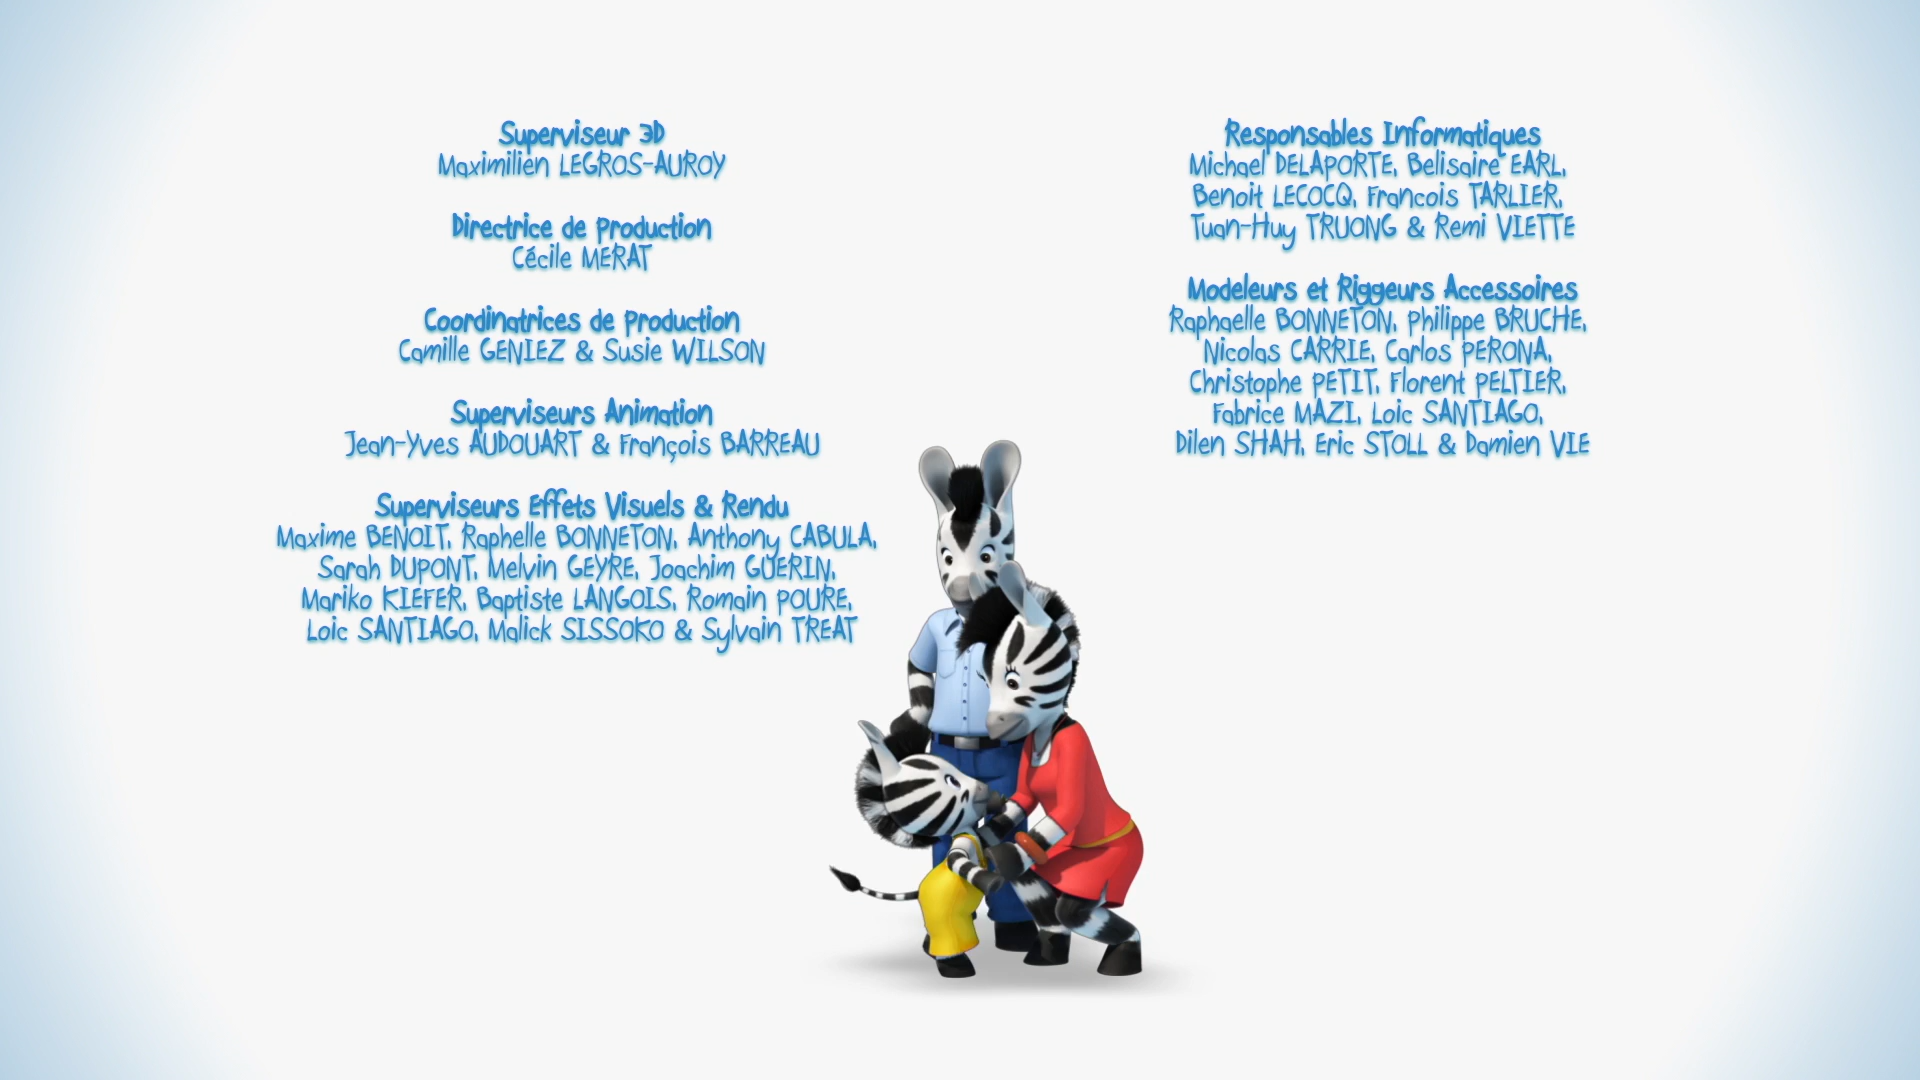 Superviseur 3D
Maximilien LEGROS-AUROY
Directrice de Production
Cécile MERAT
Coordinatrices de Production
Camille GENIEZ & Susie WILSON
Superviseurs Animation
Jean-Yves AUDOUART & François BARREAU
Superviseurs Effets Visuels & Rendu
Maxime BENOIT, Raphelle BONNETON, Anthony CABULA,
Sarah DUPONT, Melvin GEYRE, Joachim GUERIN,
Mariko KIEFER, Baptiste LANGOIS, Romain POURE,
Loic SANTIAGO, Malick SISSOKO & Sylvain TREAT
Responsables Informatiques
Michael DELAPORTE, Belisaire EARL,
Benoit LECOCQ, Francois TARLIER,
Tuan-Huy TRUONG & Remi VIETTE
Modeleurs et Riggeurs Accessoires
Raphaelle BONNETON, Philippe BRUCHE,
Nicolas CARRIE, Carlos PERONA,
Christophe PETIT, Florent PELTIER,
Fabrice MAZI, Loic SANTIAGO,
Dilen SHAH, Eric STOLL & Damien VIE